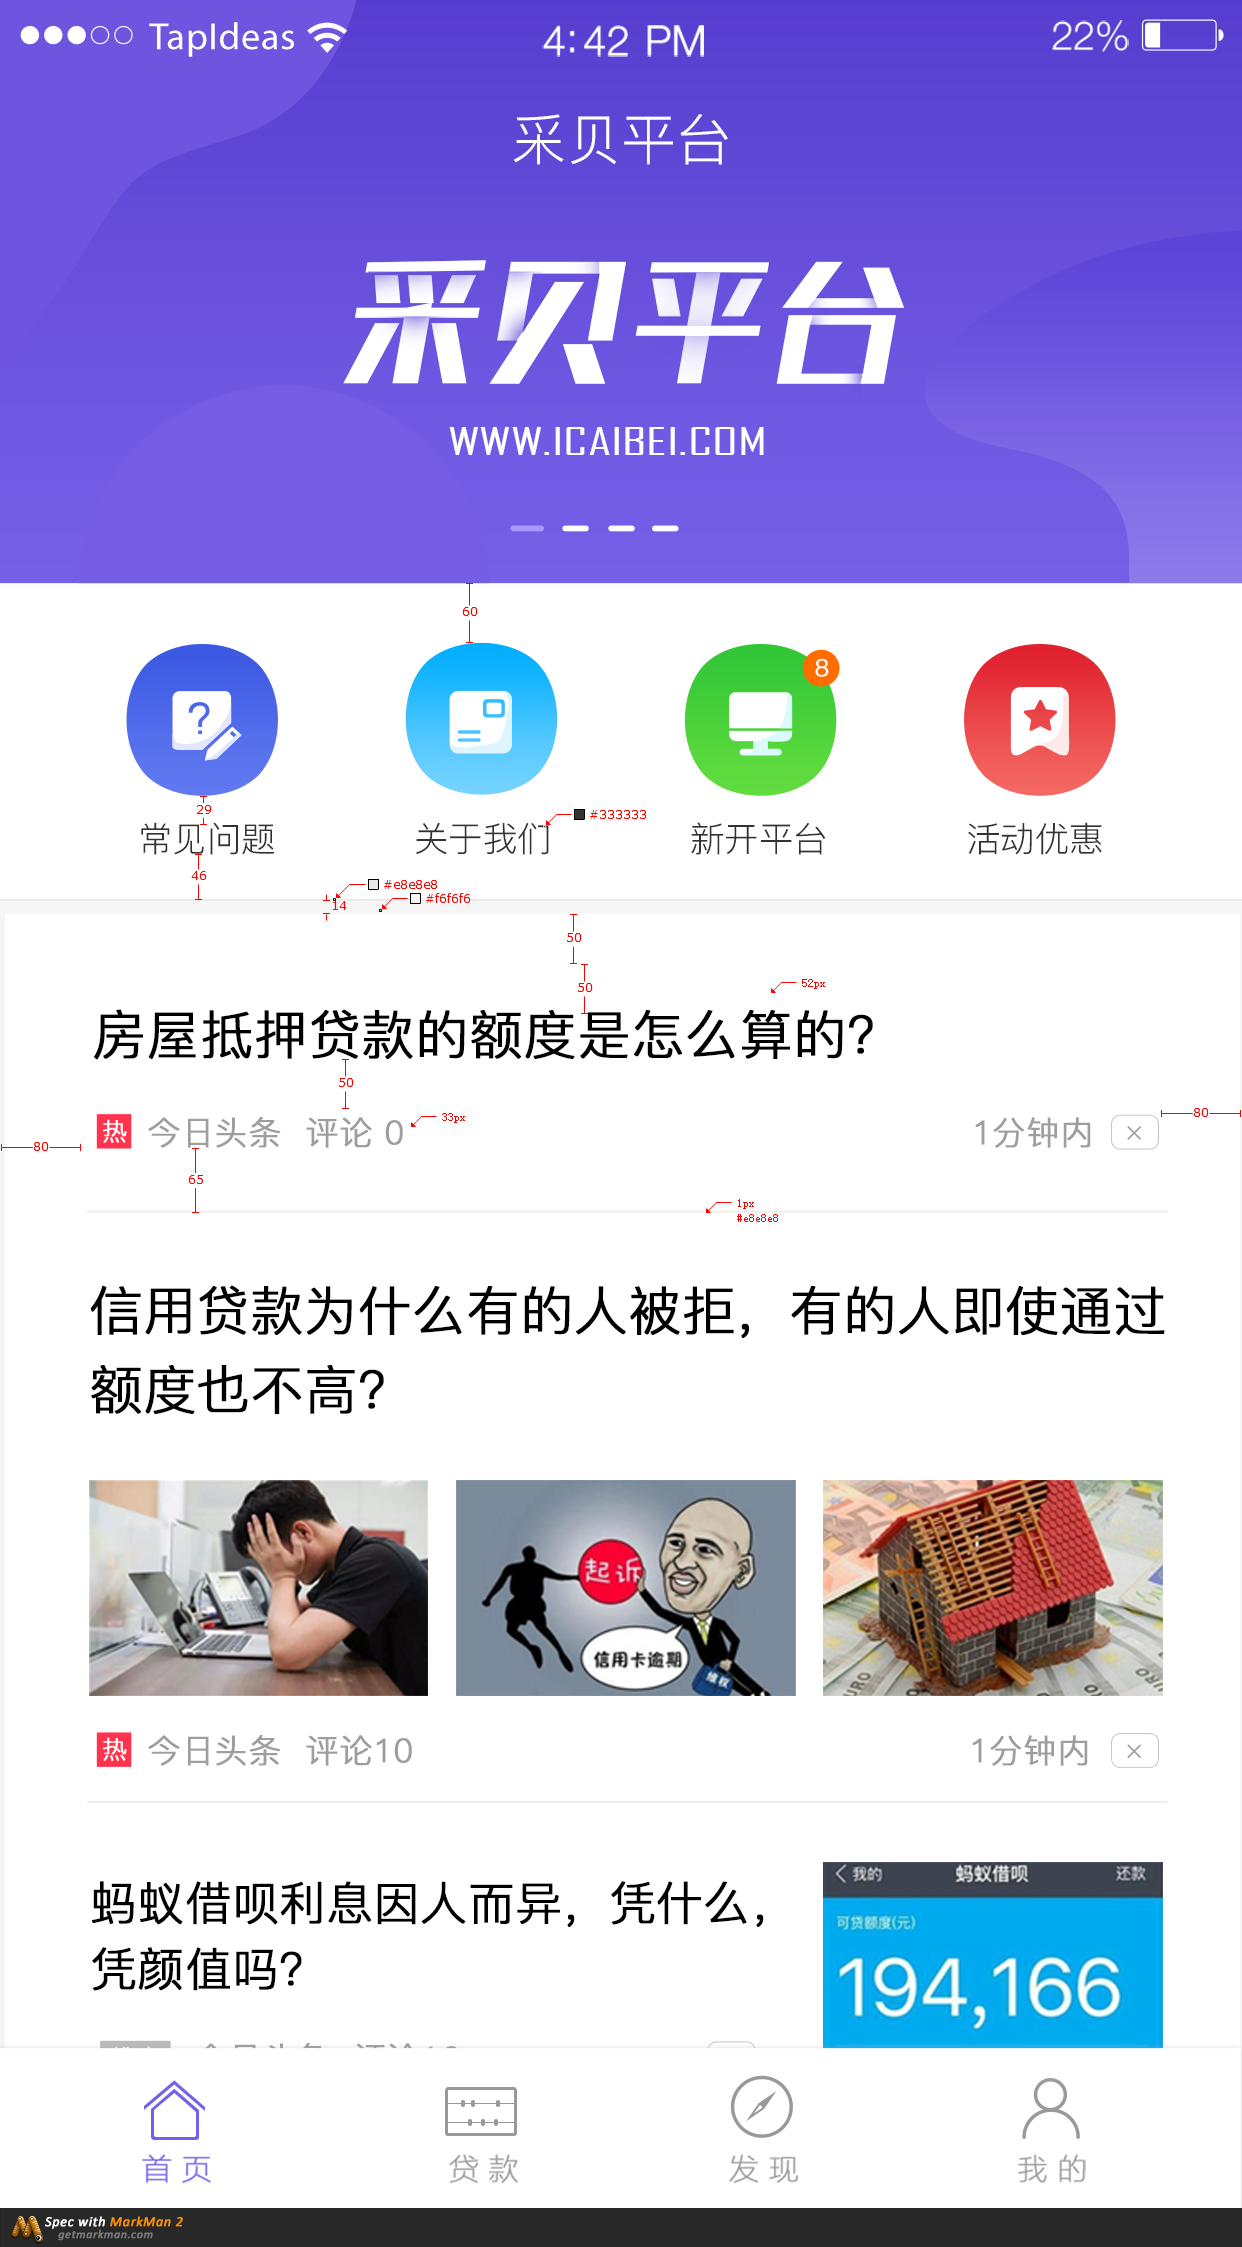 TapIdeas
4:42 PM
22%
采贝平台
采贝平台
WWW.ICAIBEI.COM
60
8
29
#333333
常见问题
关于我们
新开平台
活动优惠
46
#e8e8e8
14
#f6f6f6
50
50
52px
房屋抵押贷款的额度是怎么算的?
50
热 今日头条 评论 0
33px
1分钟内
80
80
65
1px
#e8e8e8
信用贷款为什么有的人被拒，有的人即使通过
额度也不高?
起诉
信用卡逾期
维权
热 今日头条 评论10
1分钟内
蚂蚁借呗利息因人而异，凭什么，
凭颜值吗?
我的 蚂蚁借呗 还款
可贷额度(元)
194,166
首页
贷款
发现
我的
Spec with MarkMan 2
getmarkman.com